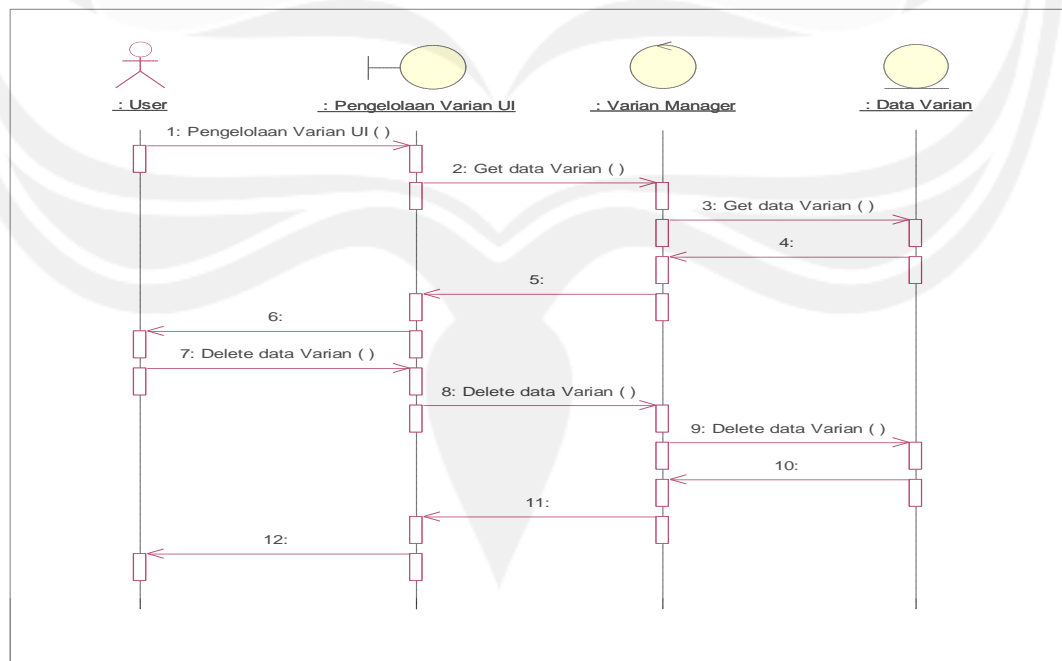 : User
: Pengelolaan Varian UI
: Varian Manager
: Data Varian
1: Pengelolaan Varian UI ( )
2: Get data Varian ( )
3: Get data Varian ( )
4:
5:
6:
7: Delete data Varian ( )
8: Delete data Varian ( )
9: Delete data Varian ( )
10:
11:
12: